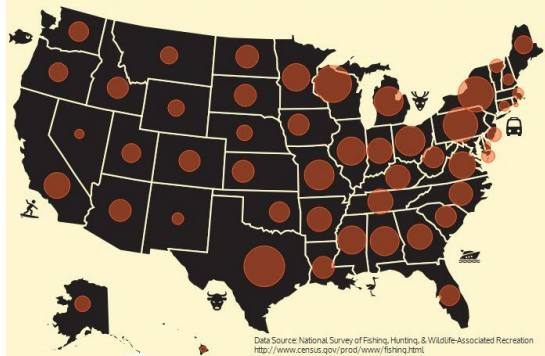 Data Source: National Survey of Fishing, Hunting, & Wildlife-Associated Recreation
http://www.census.gov/prod/www/fishing.html